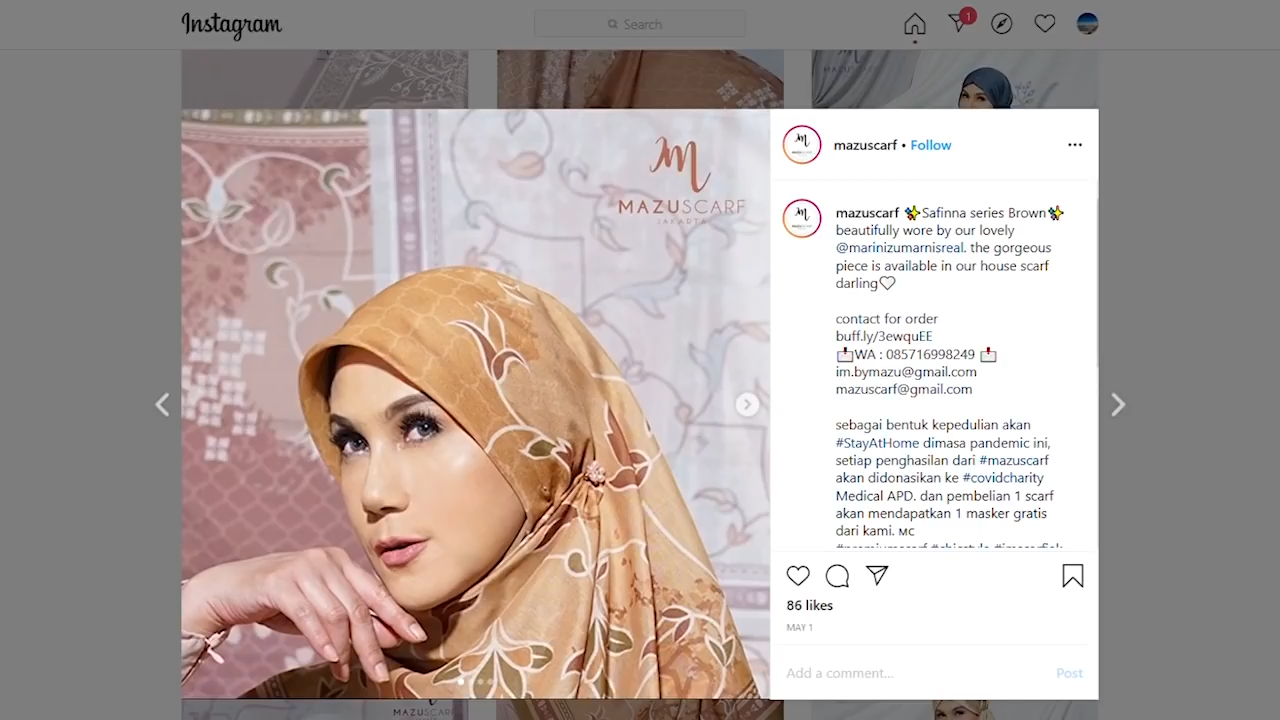 Instagram
Search
1
MAZUSCARF
JAKARTA
mazuscarf • Follow
mazuscarf ✨Safinna series Brown✨
beautifully wore by our lovely
@marinizumarnisreal. the gorgeous
piece is available in our house scarf
darling♡
contact for order
buff.ly/3ewquEE
📩WA : 085716998249 📩
im.bymazu@gmail.com
mazuscarf@gmail.com
sebagai bentuk kepedulian akan
#StayAtHome dimasa pandemic ini,
setiap penghasilan dari #mazuscarf
akan didonasikan ke #covidcharity
Medical APD. dan pembelian 1 scarf
akan mendapatkan 1 masker gratis
dari kami. ᴍᴄ
86 likes
MAY 1
Add a comment...
Post
MAZUSCARF